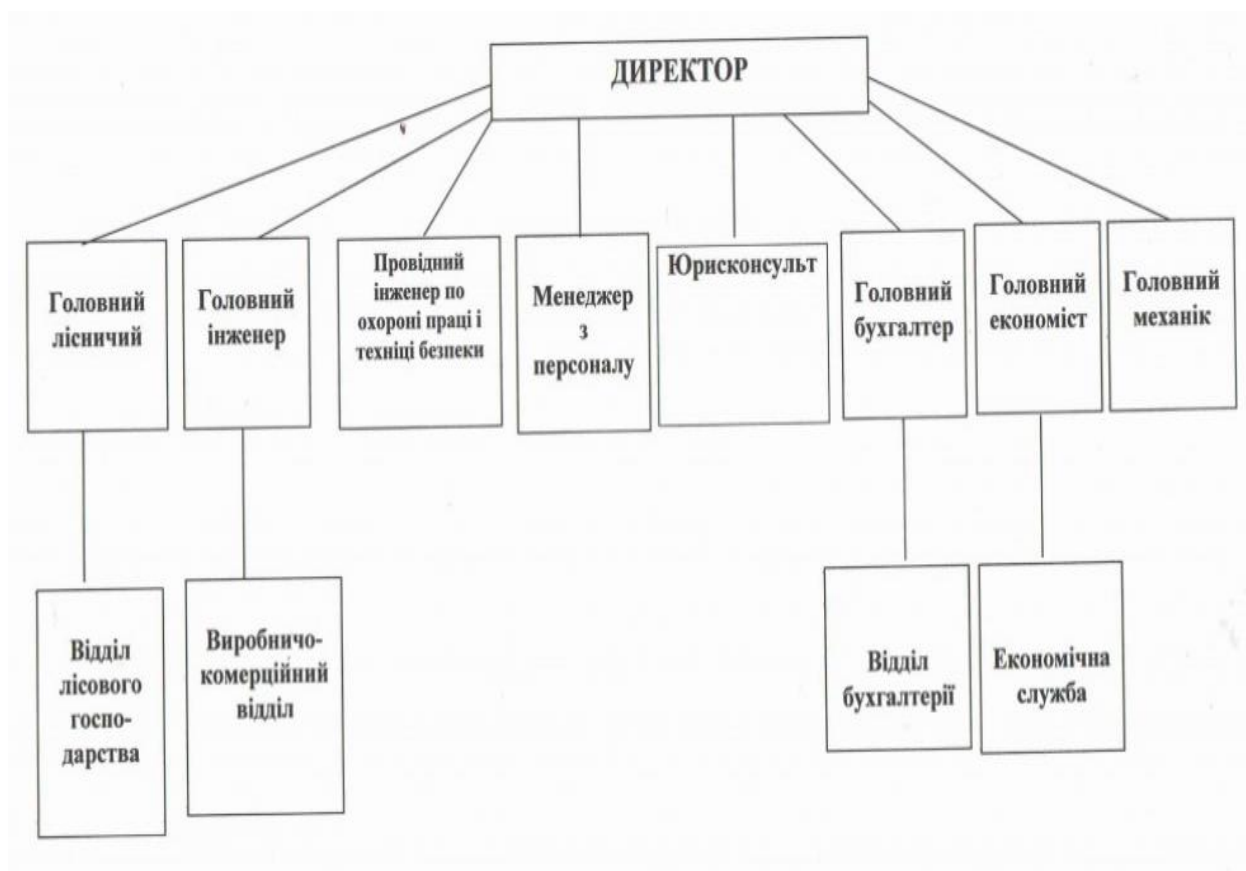 ДИРЕКТОР
Головний
лісничий
Головний
інженер
Провідний
інженер по
охороні праці і
техніці безпеки
Менеджер
з
персоналу
Юрисконсульт
Головний
бухгалтер
Головний
економіст
Головний
механік
Відділ
лісового
госпо-
дарства
Виробничо-
комерційний
відділ
Відділ
бухгалтерії
Економічна
служба